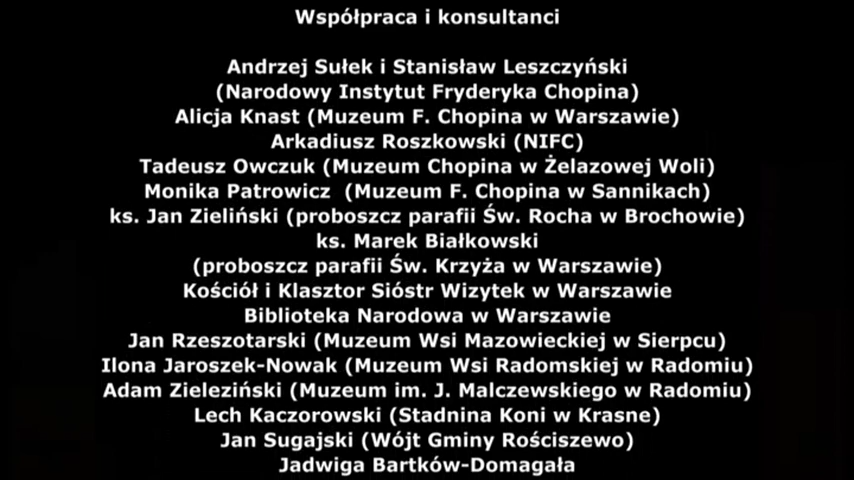 Współpraca i konsultanci
Andrzej Sułek i Stanisław Leszczyński
(Narodowy Instytut Fryderyka Chopina)
Alicja Knast (Muzeum F. Chopina w Warszawie)
Arkadiusz Roszkowski (NIFC)
Tadeusz Owczuk (Muzeum Chopina w Żelazowej Woli)
Monika Patrowicz  (Muzeum F. Chopina w Sannikach)
ks. Jan Zieliński (proboszcz parafii Św. Rocha w Brochowie)
ks. Marek Białkowski
(proboszcz parafii Św. Krzyża w Warszawie)
Kościół i Klasztor Sióstr Wizytek w Warszawie
Biblioteka Narodowa w Warszawie
Jan Rzeszotarski (Muzeum Wsi Mazowieckiej w Sierpcu)
Ilona Jaroszek-Nowak (Muzeum Wsi Radomskiej w Radomiu)
Adam Zieleziński (Muzeum im. J. Malczewskiego w Radomiu)
Lech Kaczorowski (Stadnina Koni w Krasne)
Jan Sugajski (Wójt Gminy Rościszewo)
Jadwiga Bartków-Domagała